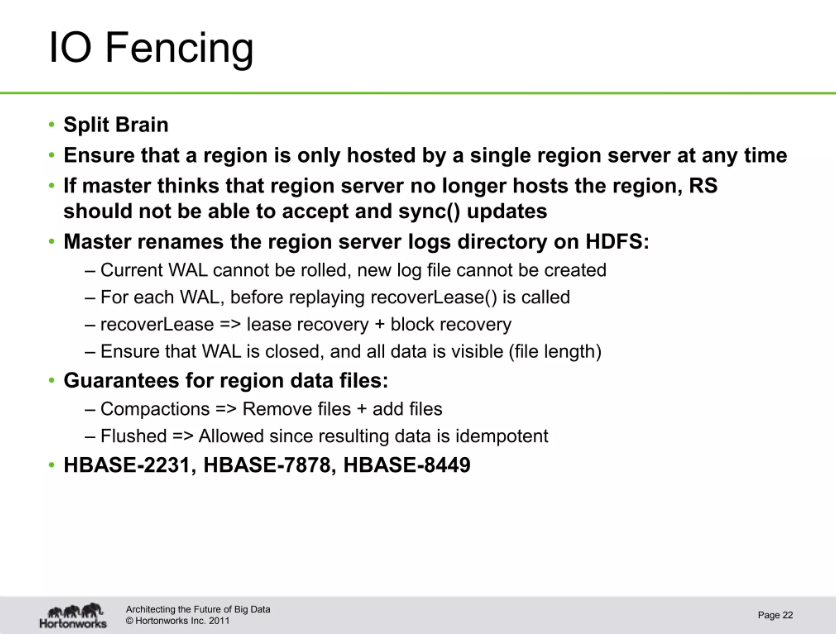 IO Fencing
• Split Brain
• Ensure that a region is only hosted by a single region server at any time
• If master thinks that region server no longer hosts the region, RS
should not be able to accept and sync() updates
• Master renames the region server logs directory on HDFS:
– Current WAL cannot be rolled, new log file cannot be created
– For each WAL, before replaying recoverLease() is called
– recoverLease => lease recovery + block recovery
– Ensure that WAL is closed, and all data is visible (file length)
• Guarantees for region data files:
– Compactions => Remove files + add files
– Flushed => Allowed since resulting data is idempotent
• HBASE-2231, HBASE-7878, HBASE-8449
Hortonworks
Architecting the Future of Big Data
© Hortonworks Inc. 2011
Page 22